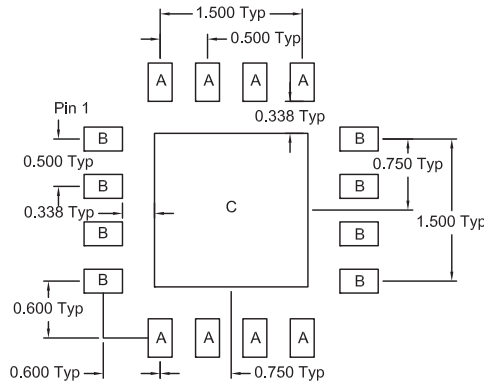 1.500 Typ
0.500 Typ
A A A A
0.338 Typ
Pin 1
B B
0.500 Typ
0.750 Typ
B B
0.338 Typ
C
1.500 Typ
B B
B B
0.600 Typ
A A A A
0.600 Typ
0.750 Typ